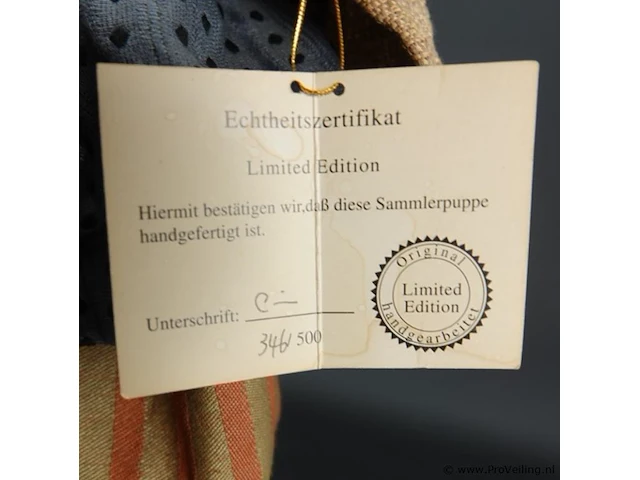 Echtheitszertifikat
Limited Edition
Hiermit bestätigen wir,daß diese Sammlerpuppe
handgefertigt ist.
Original
Limited
Edition
handgearbeitet
Unterschrift:
346/500
© www.ProVeiling.nl